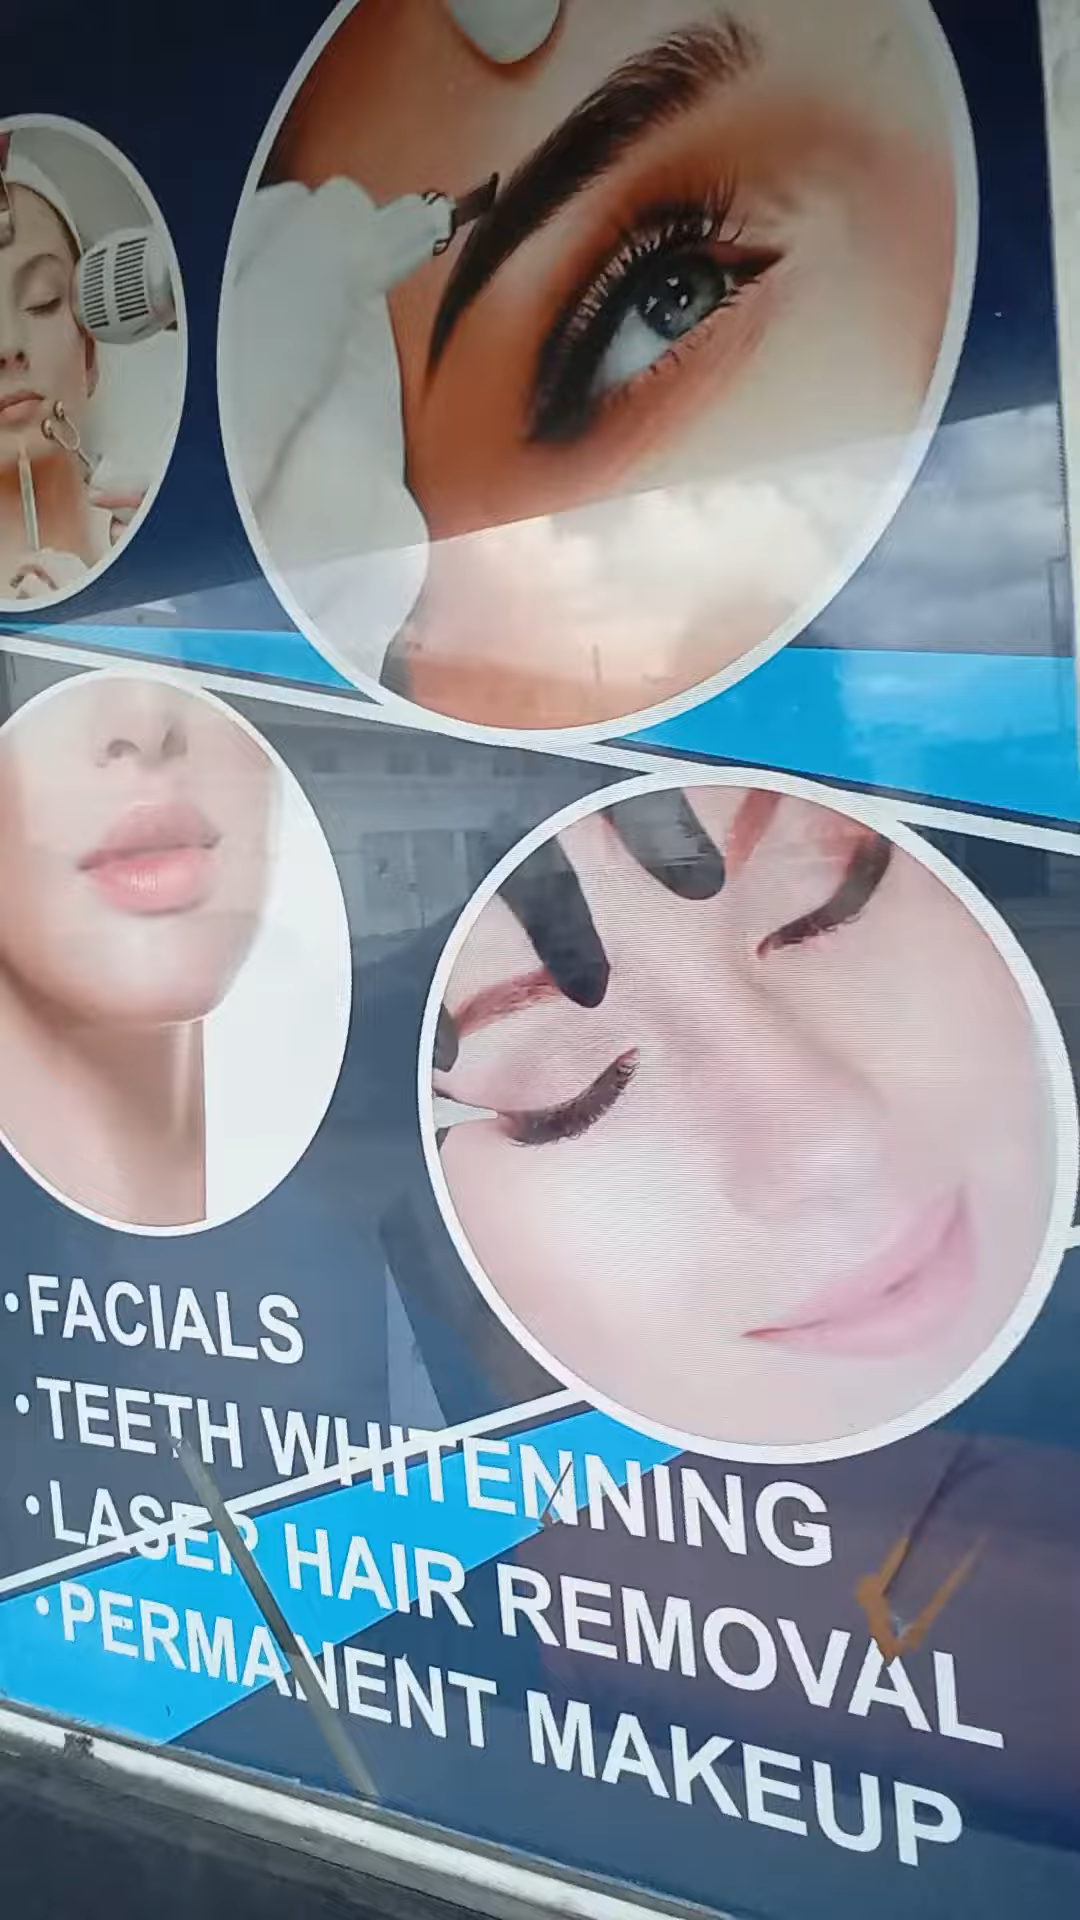 •FACIALS
•TEETH WHITENNING
•LASER HAIR REMOVAL
•PERMANENT MAKEUP